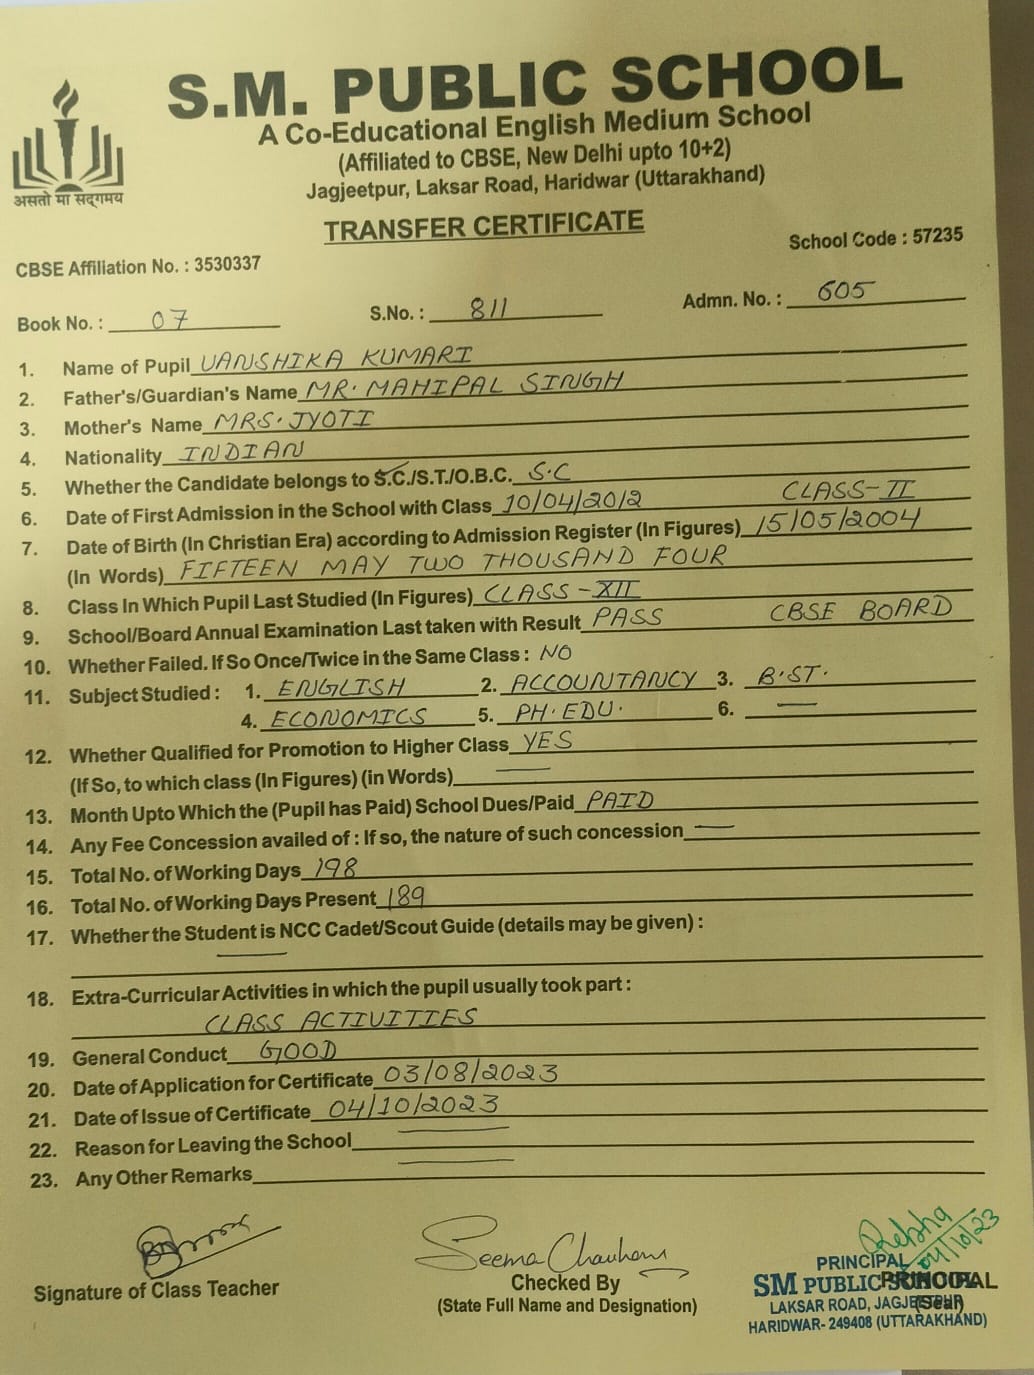 S.M. PUBLIC SCHOOL
A Co-Educational English Medium School
(Affiliated to CBSE, New Delhi upto 10+2)
Jagjeetpur, Laksar Road, Haridwar (Uttarakhand)
असतो मा सद्गमय
TRANSFER CERTIFICATE
CBSE Affiliation No. : 3530337 School Code : 57235
Book No. : 07 S.No. : 811 Admn. No. : 605
1. Name of Pupil VANSHIKA KUMARI
2. Father's/Guardian's Name MR. MAHIPAL SINGH
3. Mother's Name MRS. JYOTI
4. Nationality INDIAN
5. Whether the Candidate belongs to S.C./S.T./O.B.C. S.C
6. Date of First Admission in the School with Class 10/04/2012 CLASS-II
7. Date of Birth (In Christian Era) according to Admission Register (In Figures) 15/05/2004
(In Words) FIFTEEN MAY TWO THOUSAND FOUR
8. Class In Which Pupil Last Studied (In Figures) CLASS-XII
9. School/Board Annual Examination Last taken with Result PASS CBSE BOARD
10. Whether Failed. If So Once/Twice in the Same Class : NO
11. Subject Studied : 1. ENGLISH 2. ACCOUNTANCY 3. B.ST.
4. ECONOMICS 5. PH. EDU. 6. —
12. Whether Qualified for Promotion to Higher Class YES
(If So, to which class (In Figures) (in Words) —
13. Month Upto Which the (Pupil has Paid) School Dues/Paid PAID
14. Any Fee Concession availed of : If so, the nature of such concession —
15. Total No. of Working Days 198
16. Total No. of Working Days Present 189
17. Whether the Student is NCC Cadet/Scout Guide (details may be given) :
—
18. Extra-Curricular Activities in which the pupil usually took part :
CLASS ACTIVITIES
19. General Conduct GOOD
20. Date of Application for Certificate 03/08/2023
21. Date of Issue of Certificate 04/10/2023
22. Reason for Leaving the School —
23. Any Other Remarks —
Seema Chauhan
04/10/23
Signature of Class Teacher
Checked By
(State Full Name and Designation)
PRINCIPAL
(Seal)
PRINCIPAL
SM PUBLIC SCHOOL
LAKSAR ROAD, JAGJEETPUR
HARIDWAR- 249408 (UTTARAKHAND)